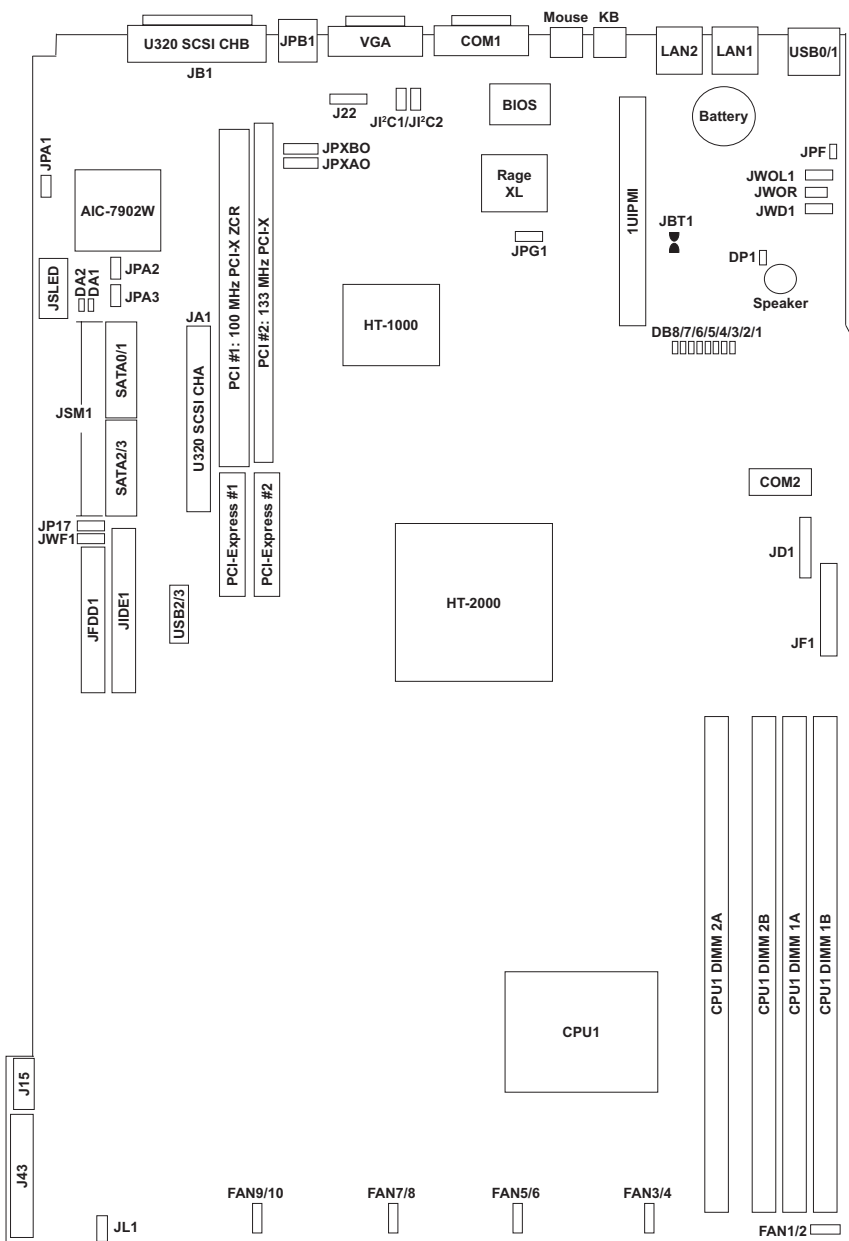 Mouse KB
U320 SCSI CHB
JPB1
VGA
COM1
LAN2
LAN1
USB0/1
JB1
J22
JI²C1/JI²C2
BIOS
Battery
JPA1
JPXBO
JPXAO
JPF
JWOL1
JWOR
JWD1
AIC-7902W
Rage
XL
1UIPMI
JBT1
JPG1
DP1
Speaker
JSLED
DA2
DA1
JPA2
JPA3
JA1
PCI #1: 100 MHz PCI-X ZCR
PCI #2: 133 MHz PCI-X
HT-1000
DB8/7/6/5/4/3/2/1
SATA0/1
JSM1
U320 SCSI CHA
SATA2/3
PCI-Express #1
PCI-Express #2
COM2
JP17
JWF1
JD1
JFDD1
JIDE1
USB2/3
HT-2000
JF1
CPU1 DIMM 2A
CPU1 DIMM 2B
CPU1 DIMM 1A
CPU1 DIMM 1B
CPU1
J15
J43
JL1
FAN9/10
FAN7/8
FAN5/6
FAN3/4
FAN1/2